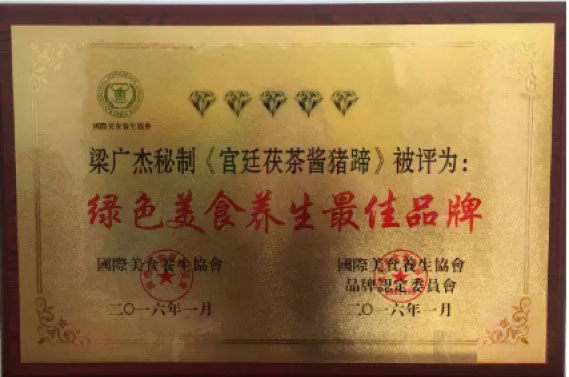 國際美食養生協會
梁广杰秘制《宫廷茯茶酱猪蹄》被评为：
绿色美食养生最佳品牌
國際美食養生協會
二〇一六年一月
國際美食養生協會
品牌認定委員會
二〇一六年一月